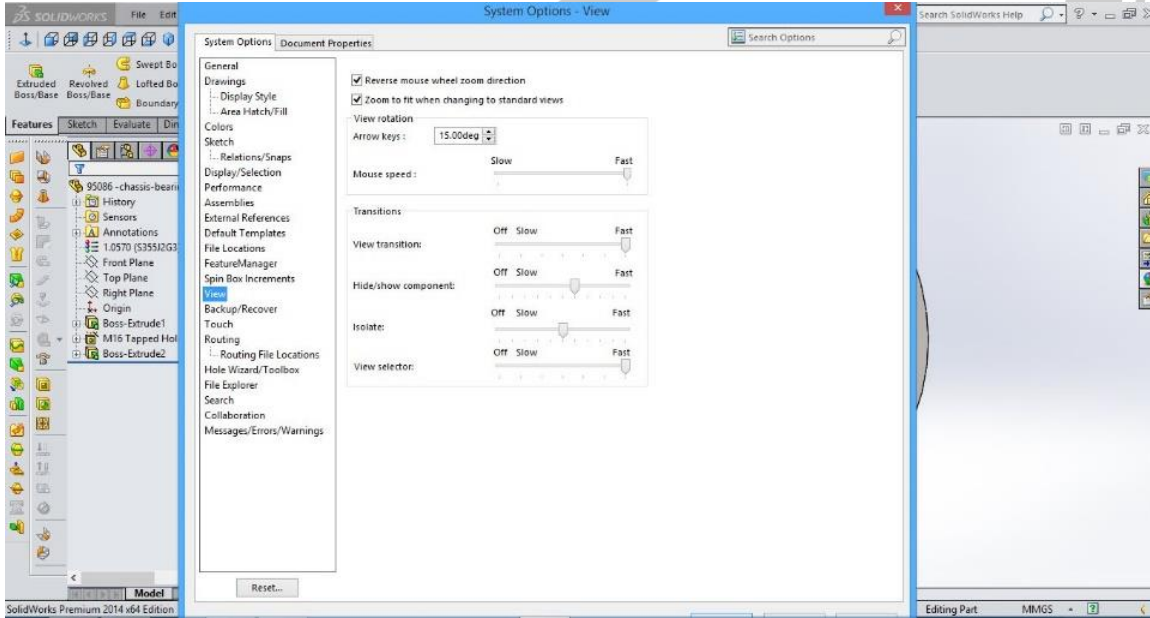 SOLIDWORKS File Edit
System Options - View
Search SolidWorks Help
System Options Document Properties
Search Options
Extruded Boss/Base
Revolved Boss/Base
Swept Bo
Lofted Bo
Boundary
Features Sketch Evaluate Dim
95086 -chassis-beari
History
Sensors
Annotations
1.0570 (S355J2G3
Front Plane
Top Plane
Right Plane
Origin
Boss-Extrude1
M16 Tapped Hol
Boss-Extrude2
General
Drawings
Display Style
Area Hatch/Fill
Colors
Sketch
Relations/Snaps
Display/Selection
Performance
Assemblies
External References
Default Templates
File Locations
FeatureManager
Spin Box Increments
View
Backup/Recover
Touch
Routing
Routing File Locations
Hole Wizard/Toolbox
File Explorer
Search
Collaboration
Messages/Errors/Warnings
Reset...
Reverse mouse wheel zoom direction
Zoom to fit when changing to standard views
View rotation
Arrow keys : 15.00deg
Slow Fast
Mouse speed :
Transitions
Off Slow Fast
View transition:
Off Slow Fast
Hide/show component:
Off Slow Fast
Isolate:
Off Slow Fast
View selector:
Model
SolidWorks Premium 2014 x64 Edition
Editing Part MMGS